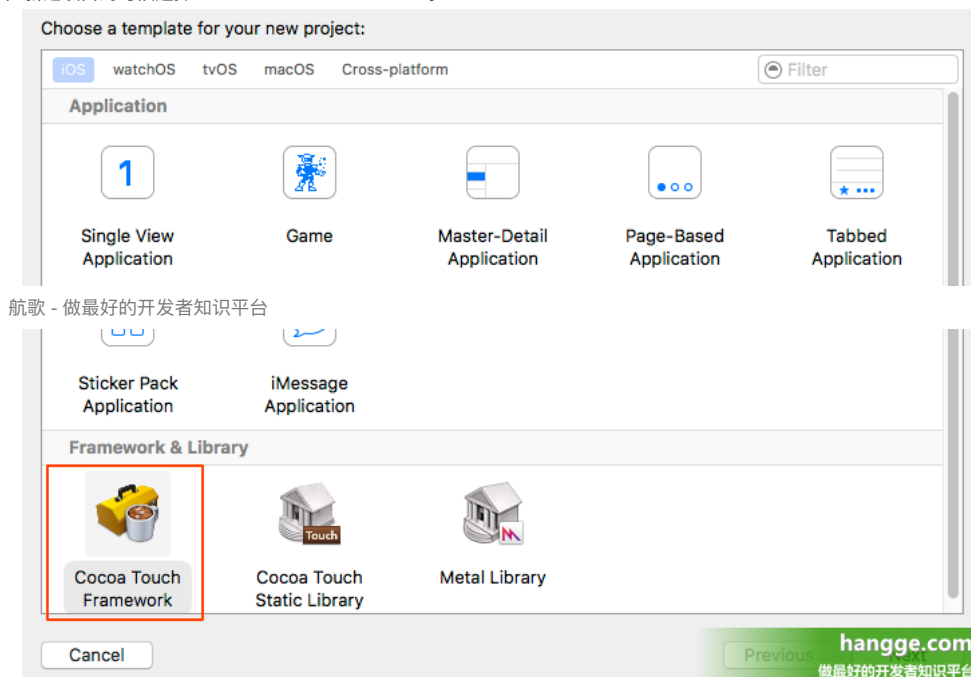 Choose a template for your new project:
iOS watchOS tvOS macOS Cross-platform Filter
Application
1
Single View Application
Game
Master-Detail Application
Page-Based Application
Tabbed Application
航歌 - 做最好的开发者知识平台
Sticker Pack Application
iMessage Application
Framework & Library
Touch
Cocoa Touch Framework
Cocoa Touch Static Library
Metal Library
Cancel Previous Next
hangge.com
做最好的开发者知识平台